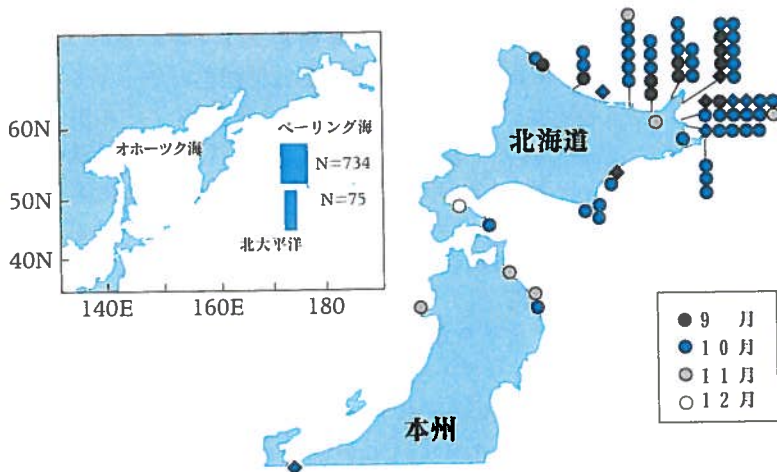 60N
50N
40N
140E
160E
180
オホーツク海
ベーリング海
N=734
N=75
北大平洋
北海道
本州
9 月
10月
11月
12月